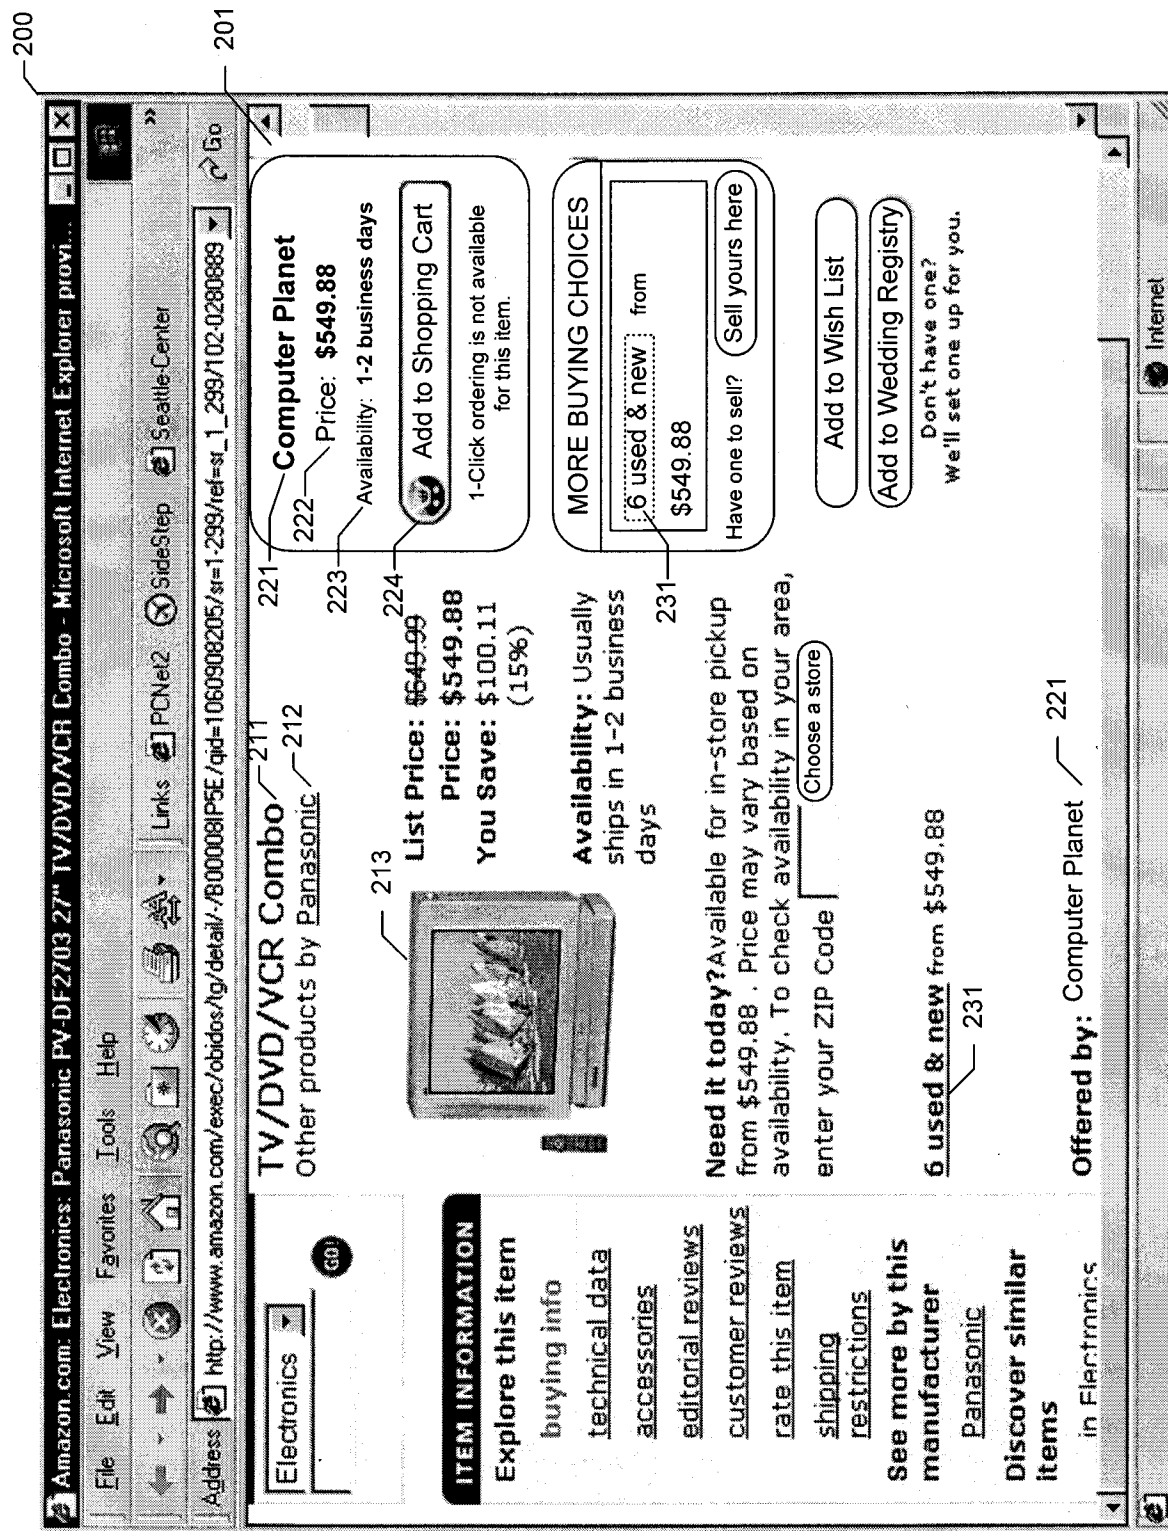 200
Amazon.com: Electronics: Panasonic PV-DF2703 27" TV/DVD/VCR Combo - Microsoft Internet Explorer provi...
File Edit View Favorites Tools Help
Links PCNet2 SideStep Seattle-Center »
Address http://www.amazon.com/exec/obidos/tg/detail/-/B00008IP5E/qid=1060908205/sr=1-299/ref=sr_1_299/102-0280889 Go
201
Electronics
GO!
ITEM INFORMATION
Explore this item
buying info
technical data
accessories
editorial reviews
customer reviews
rate this item
shipping
restrictions
See more by this
manufacturer
Panasonic
Discover similar
items
in Electronics
TV/DVD/VCR Combo 211
Other products by Panasonic 212
213
List Price: $649.99
Price: $549.88
You Save: $100.11
(15%)
Availability: Usually
ships in 1-2 business
days
Need it today? Available for in-store pickup
from $549.88 . Price may vary based on
availability. To check availability in your area,
enter your ZIP Code Choose a store
6 used & new from $549.88
231
Offered by: Computer Planet 221
221 Computer Planet
222 Price: $549.88
223 Availability: 1-2 business days
224 Add to Shopping Cart
1-Click ordering is not available
for this item.
MORE BUYING CHOICES
6 used & new from
$549.88
231
Have one to sell? Sell yours here
Add to Wish List
Add to Wedding Registry
Don't have one?
We'll set one up for you.
Internet